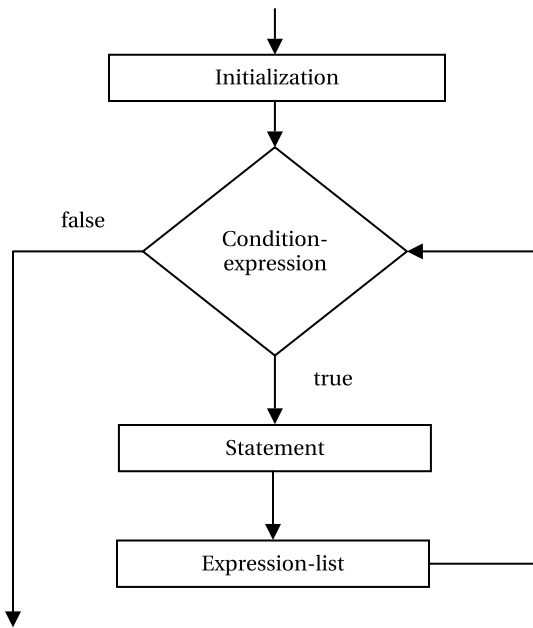 Initialization
false
Condition-
expression
true
Statement
Expression-list